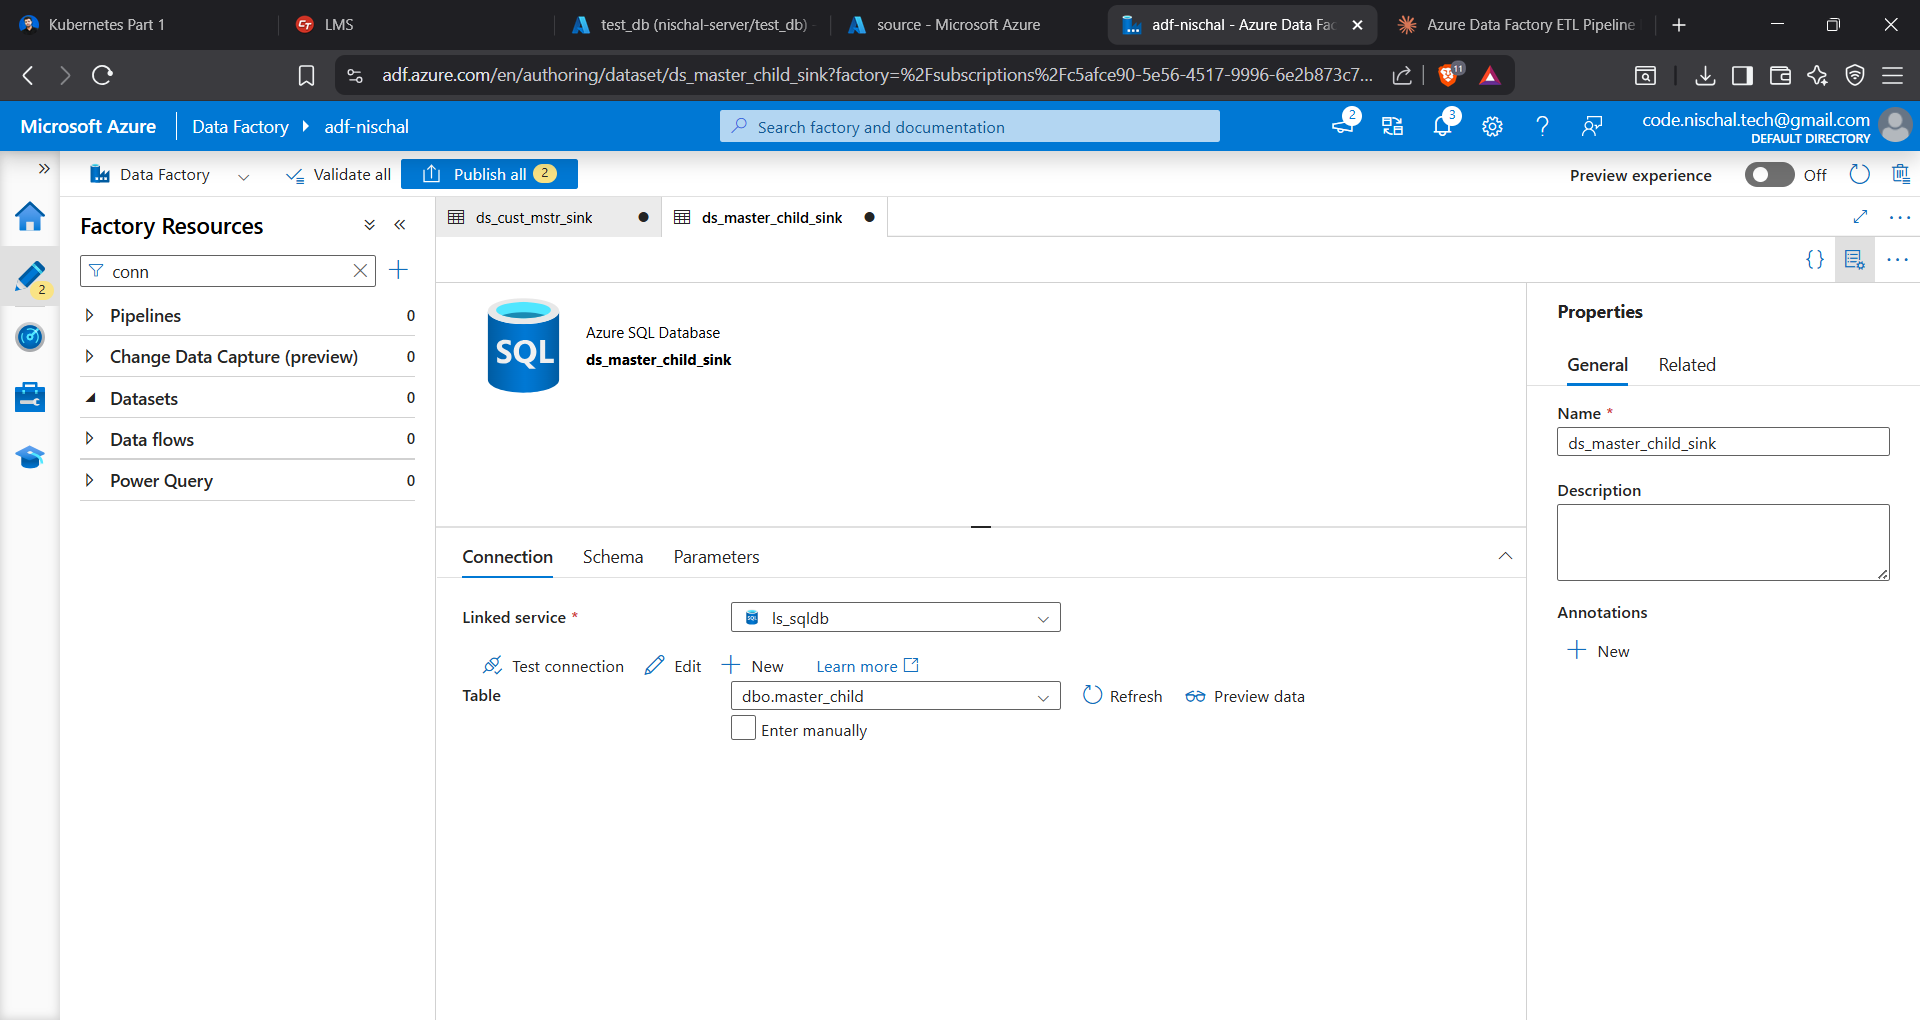 Kubernetes Part 1
LMS
test_db (nischal-server/test_db)
source - Microsoft Azure
adf-nischal - Azure Data Fac
Azure Data Factory ETL Pipeline
adf.azure.com/en/authoring/dataset/ds_master_child_sink?factory=%2Fsubscriptions%2Fc5afce90-5e56-4517-9996-6e2b873c7...
11
Microsoft Azure
Data Factory
adf-nischal
Search factory and documentation
2
3
code.nischal.tech@gmail.com
DEFAULT DIRECTORY
Data Factory
Validate all
Publish all 2
Preview experience
Off
Factory Resources
conn
2
Pipelines 0
Change Data Capture (preview) 0
Datasets 0
Data flows 0
Power Query 0
ds_cust_mstr_sink
ds_master_child_sink
SQL
Azure SQL Database
ds_master_child_sink
Connection
Schema
Parameters
Linked service *
ls_sqldb
Test connection
Edit
New
Learn more
Table
dbo.master_child
Refresh
Preview data
Enter manually
Properties
General
Related
Name *
ds_master_child_sink
Description
Annotations
New